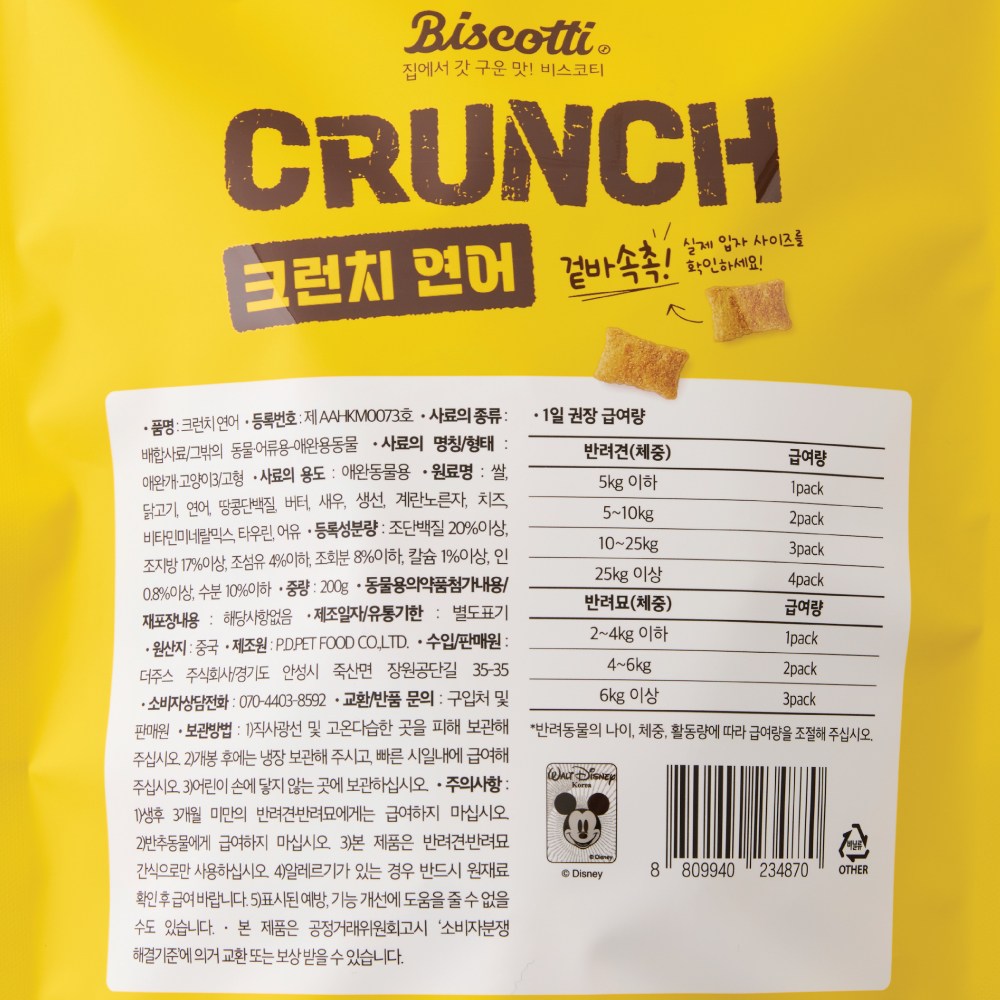 Biscotti
집에서 갓 구운 맛! 비스코티
CRUNCH
크런치 연어
겉바속촉!
실제 입자 사이즈를
확인하세요!
• 품명 : 크런치 연어 • 등록번호 : 제 AAHKM0073호 • 사료의 종류 :
배합사료/그밖의 동물·어류용-애완용동물 • 사료의 명칭/형태 :
애완개·고양이3/고형 • 사료의 용도 : 애완동물용 • 원료명 : 쌀,
닭고기, 연어, 땅콩단백질, 버터, 새우, 생선, 계란노른자, 치즈,
비타민미네랄믹스, 타우린, 어유 • 등록성분량 : 조단백질 20%이상,
조지방 17%이상, 조섬유 4%이하, 조회분 8%이하, 칼슘 1%이상, 인
0.8%이상, 수분 10%이하 • 중량 : 200g • 동물용의약품첨가내용/
재포장내용 : 해당사항없음 • 제조일자/유통기한 : 별도표기
• 원산지 : 중국 • 제조원 : P.D.PET FOOD CO.,LTD. • 수입/판매원 :
더주스 주식회사/경기도 안성시 죽산면 장원공단길 35-35
• 소비자상담전화 : 070-4403-8592 • 교환/반품 문의 : 구입처 및
판매원 • 보관방법 : 1)직사광선 및 고온다습한 곳을 피해 보관해
주십시오. 2)개봉 후에는 냉장 보관해 주시고, 빠른 시일내에 급여해
주십시오. 3)어린이 손에 닿지 않는 곳에 보관하십시오. • 주의사항 :
1)생후 3개월 미만의 반려견·반려묘에게는 급여하지 마십시오.
2)반추동물에게 급여하지 마십시오. 3)본 제품은 반려견·반려묘
간식으로만 사용하십시오. 4)알레르기가 있는 경우 반드시 원재료
확인 후 급여 바랍니다. 5)표시된 예방, 기능 개선에 도움을 줄 수 없을
수도 있습니다. • 본 제품은 공정거래위원회고시 '소비자분쟁
해결기준'에 의거 교환 또는 보상 받을 수 있습니다.
• 1일 권장 급여량
반려견(체중) 급여량
5kg 이하 1pack
5~10kg 2pack
10~25kg 3pack
25kg 이상 4pack
반려묘(체중) 급여량
2~4kg 이하 1pack
4~6kg 2pack
6kg 이상 3pack
*반려동물의 나이, 체중, 활동량에 따라 급여량을 조절해 주십시오.
WALT DISNEY
Korea
© Disney
© Disney
8 809940 234870
비닐류
OTHER